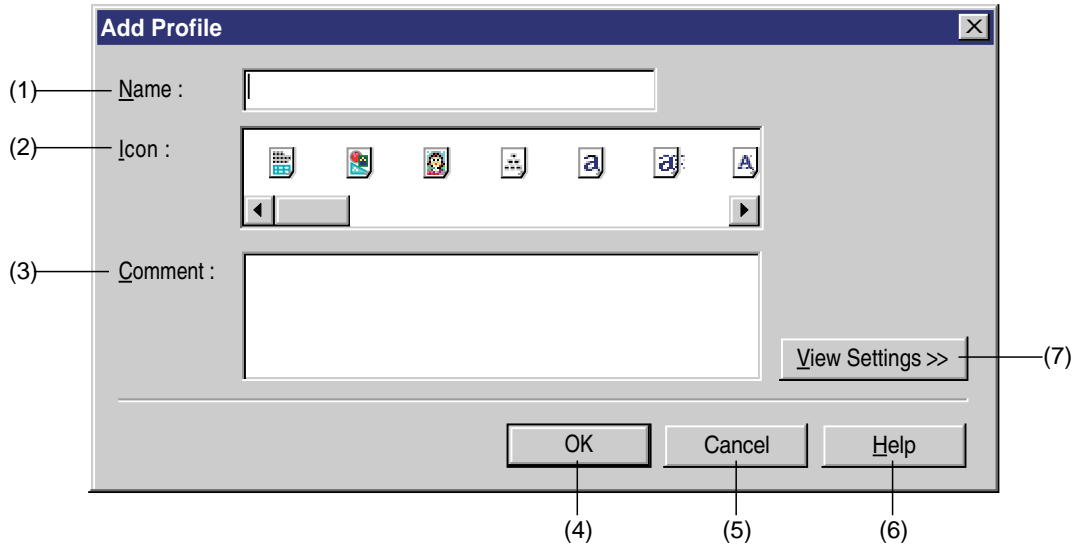 Add Profile
(1) Name :
(2) Icon :
a a A
(3) Comment :
View Settings >> (7)
OK Cancel Help
(4) (5) (6)